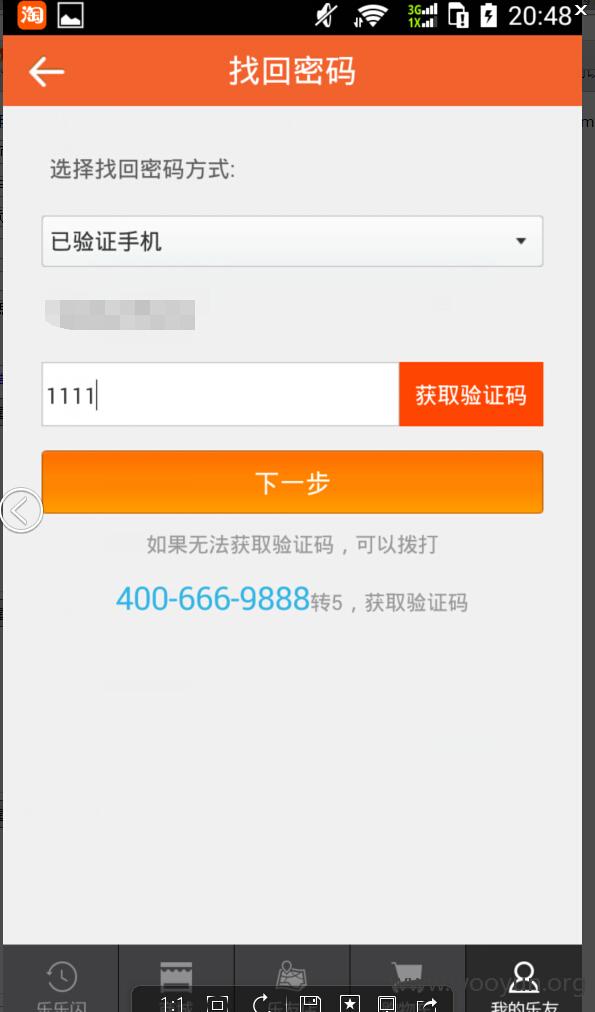 淘 3G 1X 20:48
找回密码
选择找回密码方式:
已验证手机
1111 获取验证码
下一步
如果无法获取验证码，可以拨打
400-666-9888转5，获取验证码
乐乐闪 我的乐友
1:1
www.wooyun.org